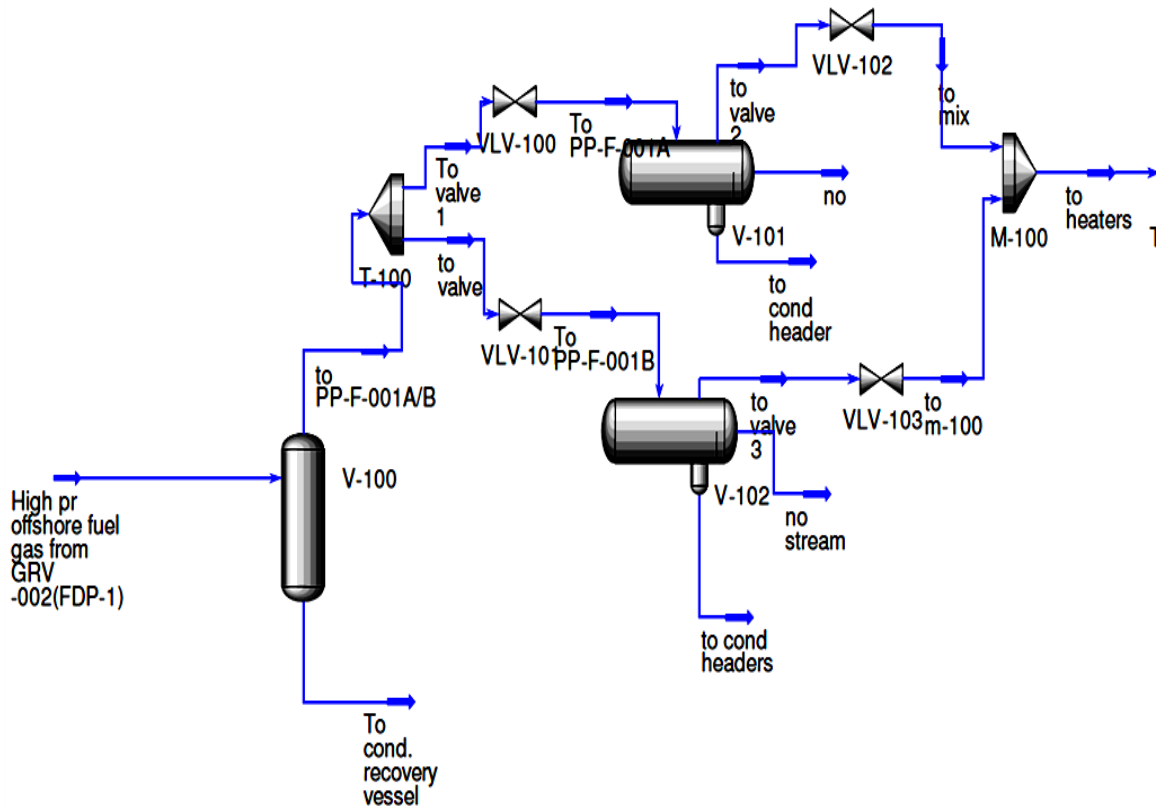 VLV-102
to
valve
2
to
mix
VLV-100
To
PP-F-001A
To
valve
1
no
V-101
M-100
to
heaters
T
T-100
to
valve
to
cond
header
VLV-101
To
PP-F-001B
to
PP-F-001A/B
to
valve
3
VLV-103
to
m-100
V-100
V-102
High pr
offshore fuel
gas from
GRV
-002(FDP-1)
no
stream
to cond
headers
To
cond.
recovery
vessel